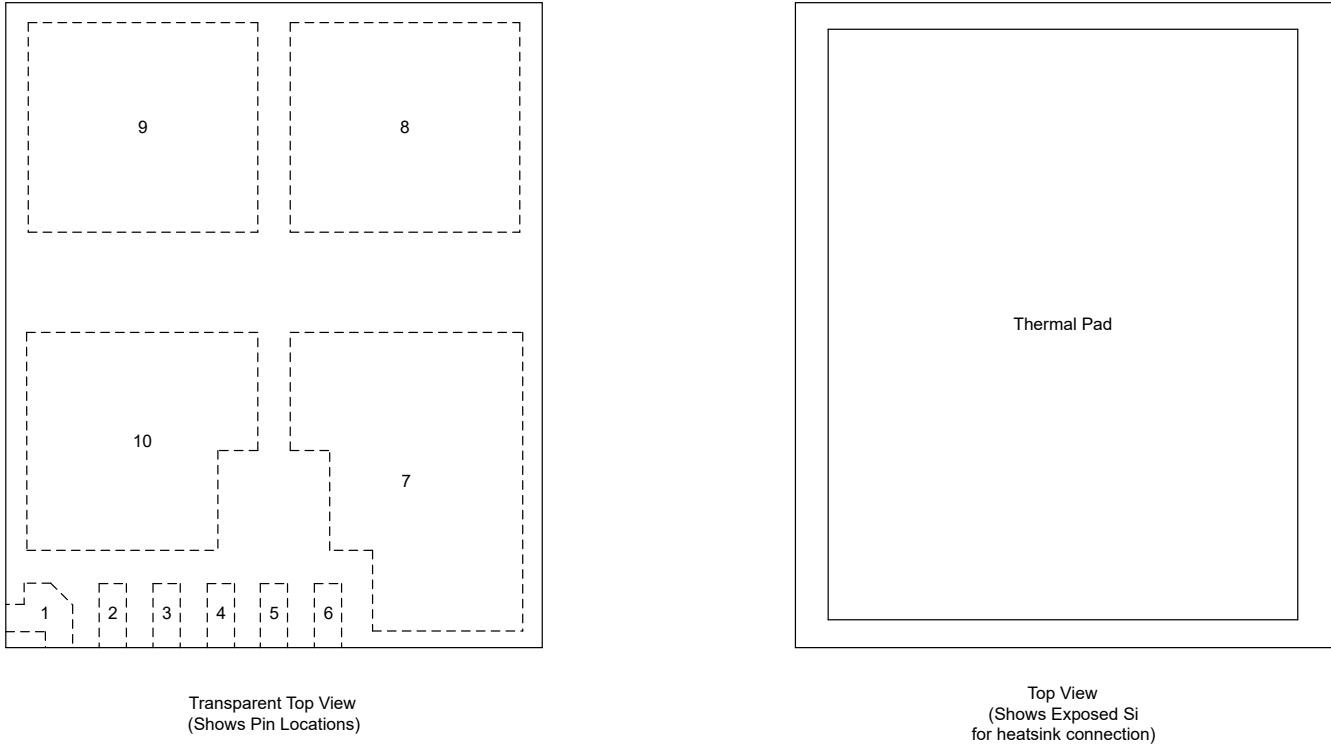 9
8
10
7
1
2
3
4
5
6
Transparent Top View
(Shows Pin Locations)
Thermal Pad
Top View
(Shows Exposed Si
for heatsink connection)